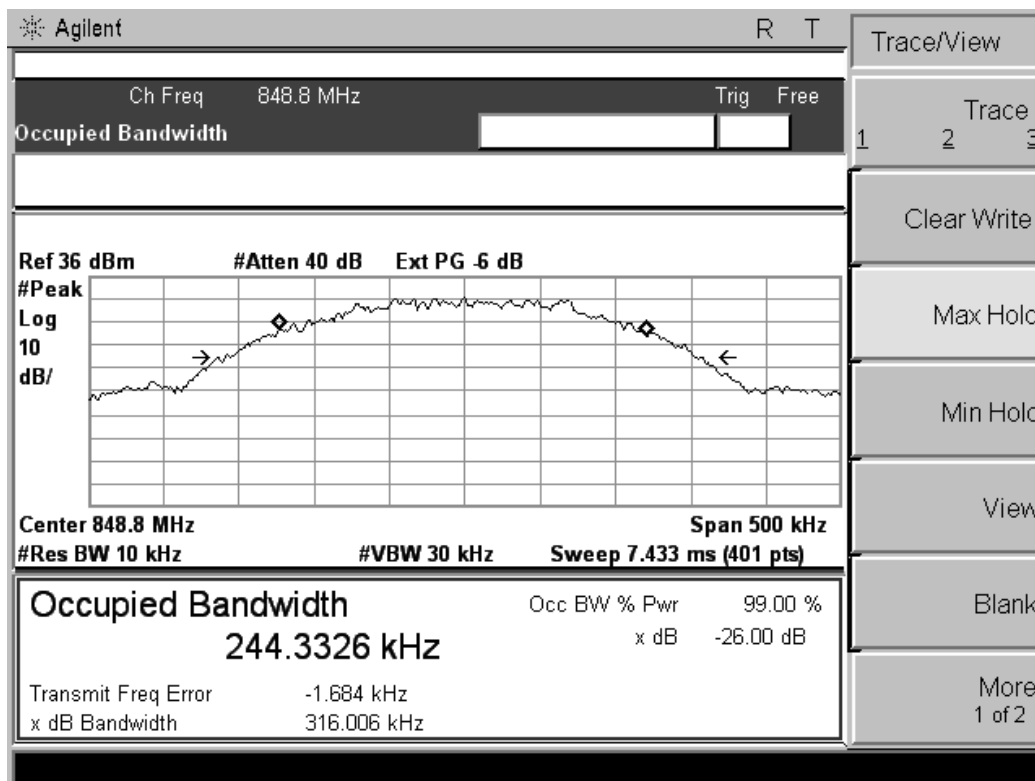 Agilent R T
Trace/View
Ch Freq 848.8 MHz Trig Free
Occupied Bandwidth
Trace
1 2 3
Clear Write
Ref 36 dBm #Atten 40 dB Ext PG -6 dB
#Peak
Log
10
dB/
Max Hold
Min Hold
View
Center 848.8 MHz Span 500 kHz
#Res BW 10 kHz #VBW 30 kHz Sweep 7.433 ms (401 pts)
Occupied Bandwidth
244.3326 kHz
Occ BW % Pwr 99.00 %
x dB -26.00 dB
Transmit Freq Error -1.684 kHz
x dB Bandwidth 316.006 kHz
Blank
More
1 of 2